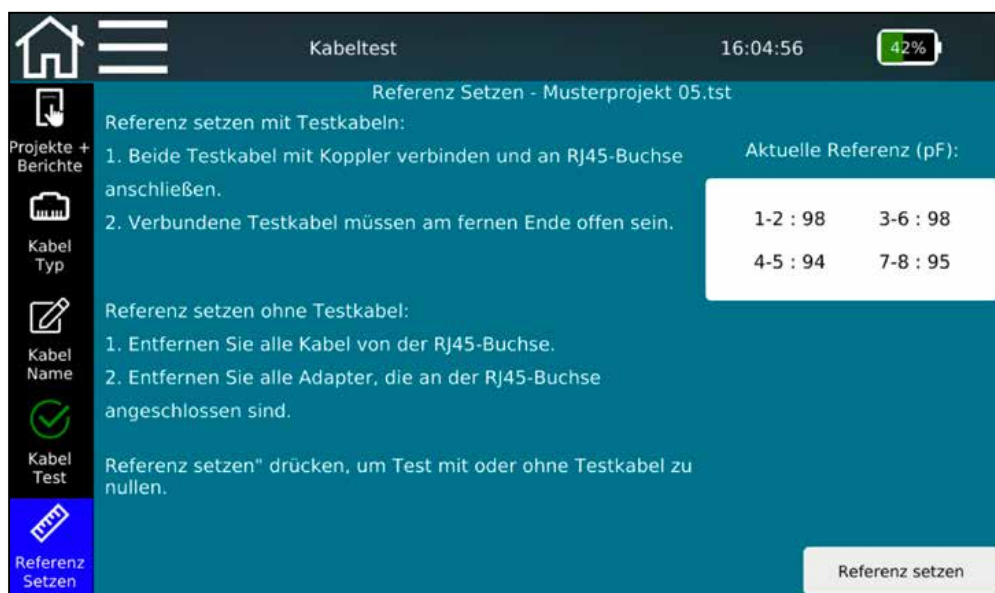 Kabeltest
16:04:56
42%
Referenz Setzen - Musterprojekt 05.tst
Projekte +
Berichte
Kabel
Typ
Kabel
Name
Kabel
Test
Referenz
Setzen
Referenz setzen mit Testkabeln:
1. Beide Testkabel mit Koppler verbinden und an RJ45-Buchse
anschließen.
2. Verbundene Testkabel müssen am fernen Ende offen sein.
Referenz setzen ohne Testkabel:
1. Entfernen Sie alle Kabel von der RJ45-Buchse.
2. Entfernen Sie alle Adapter, die an der RJ45-Buchse
angeschlossen sind.
Referenz setzen" drücken, um Test mit oder ohne Testkabel zu
nullen.
Aktuelle Referenz (pF):
1-2 : 98 3-6 : 98
4-5 : 94 7-8 : 95
Referenz setzen